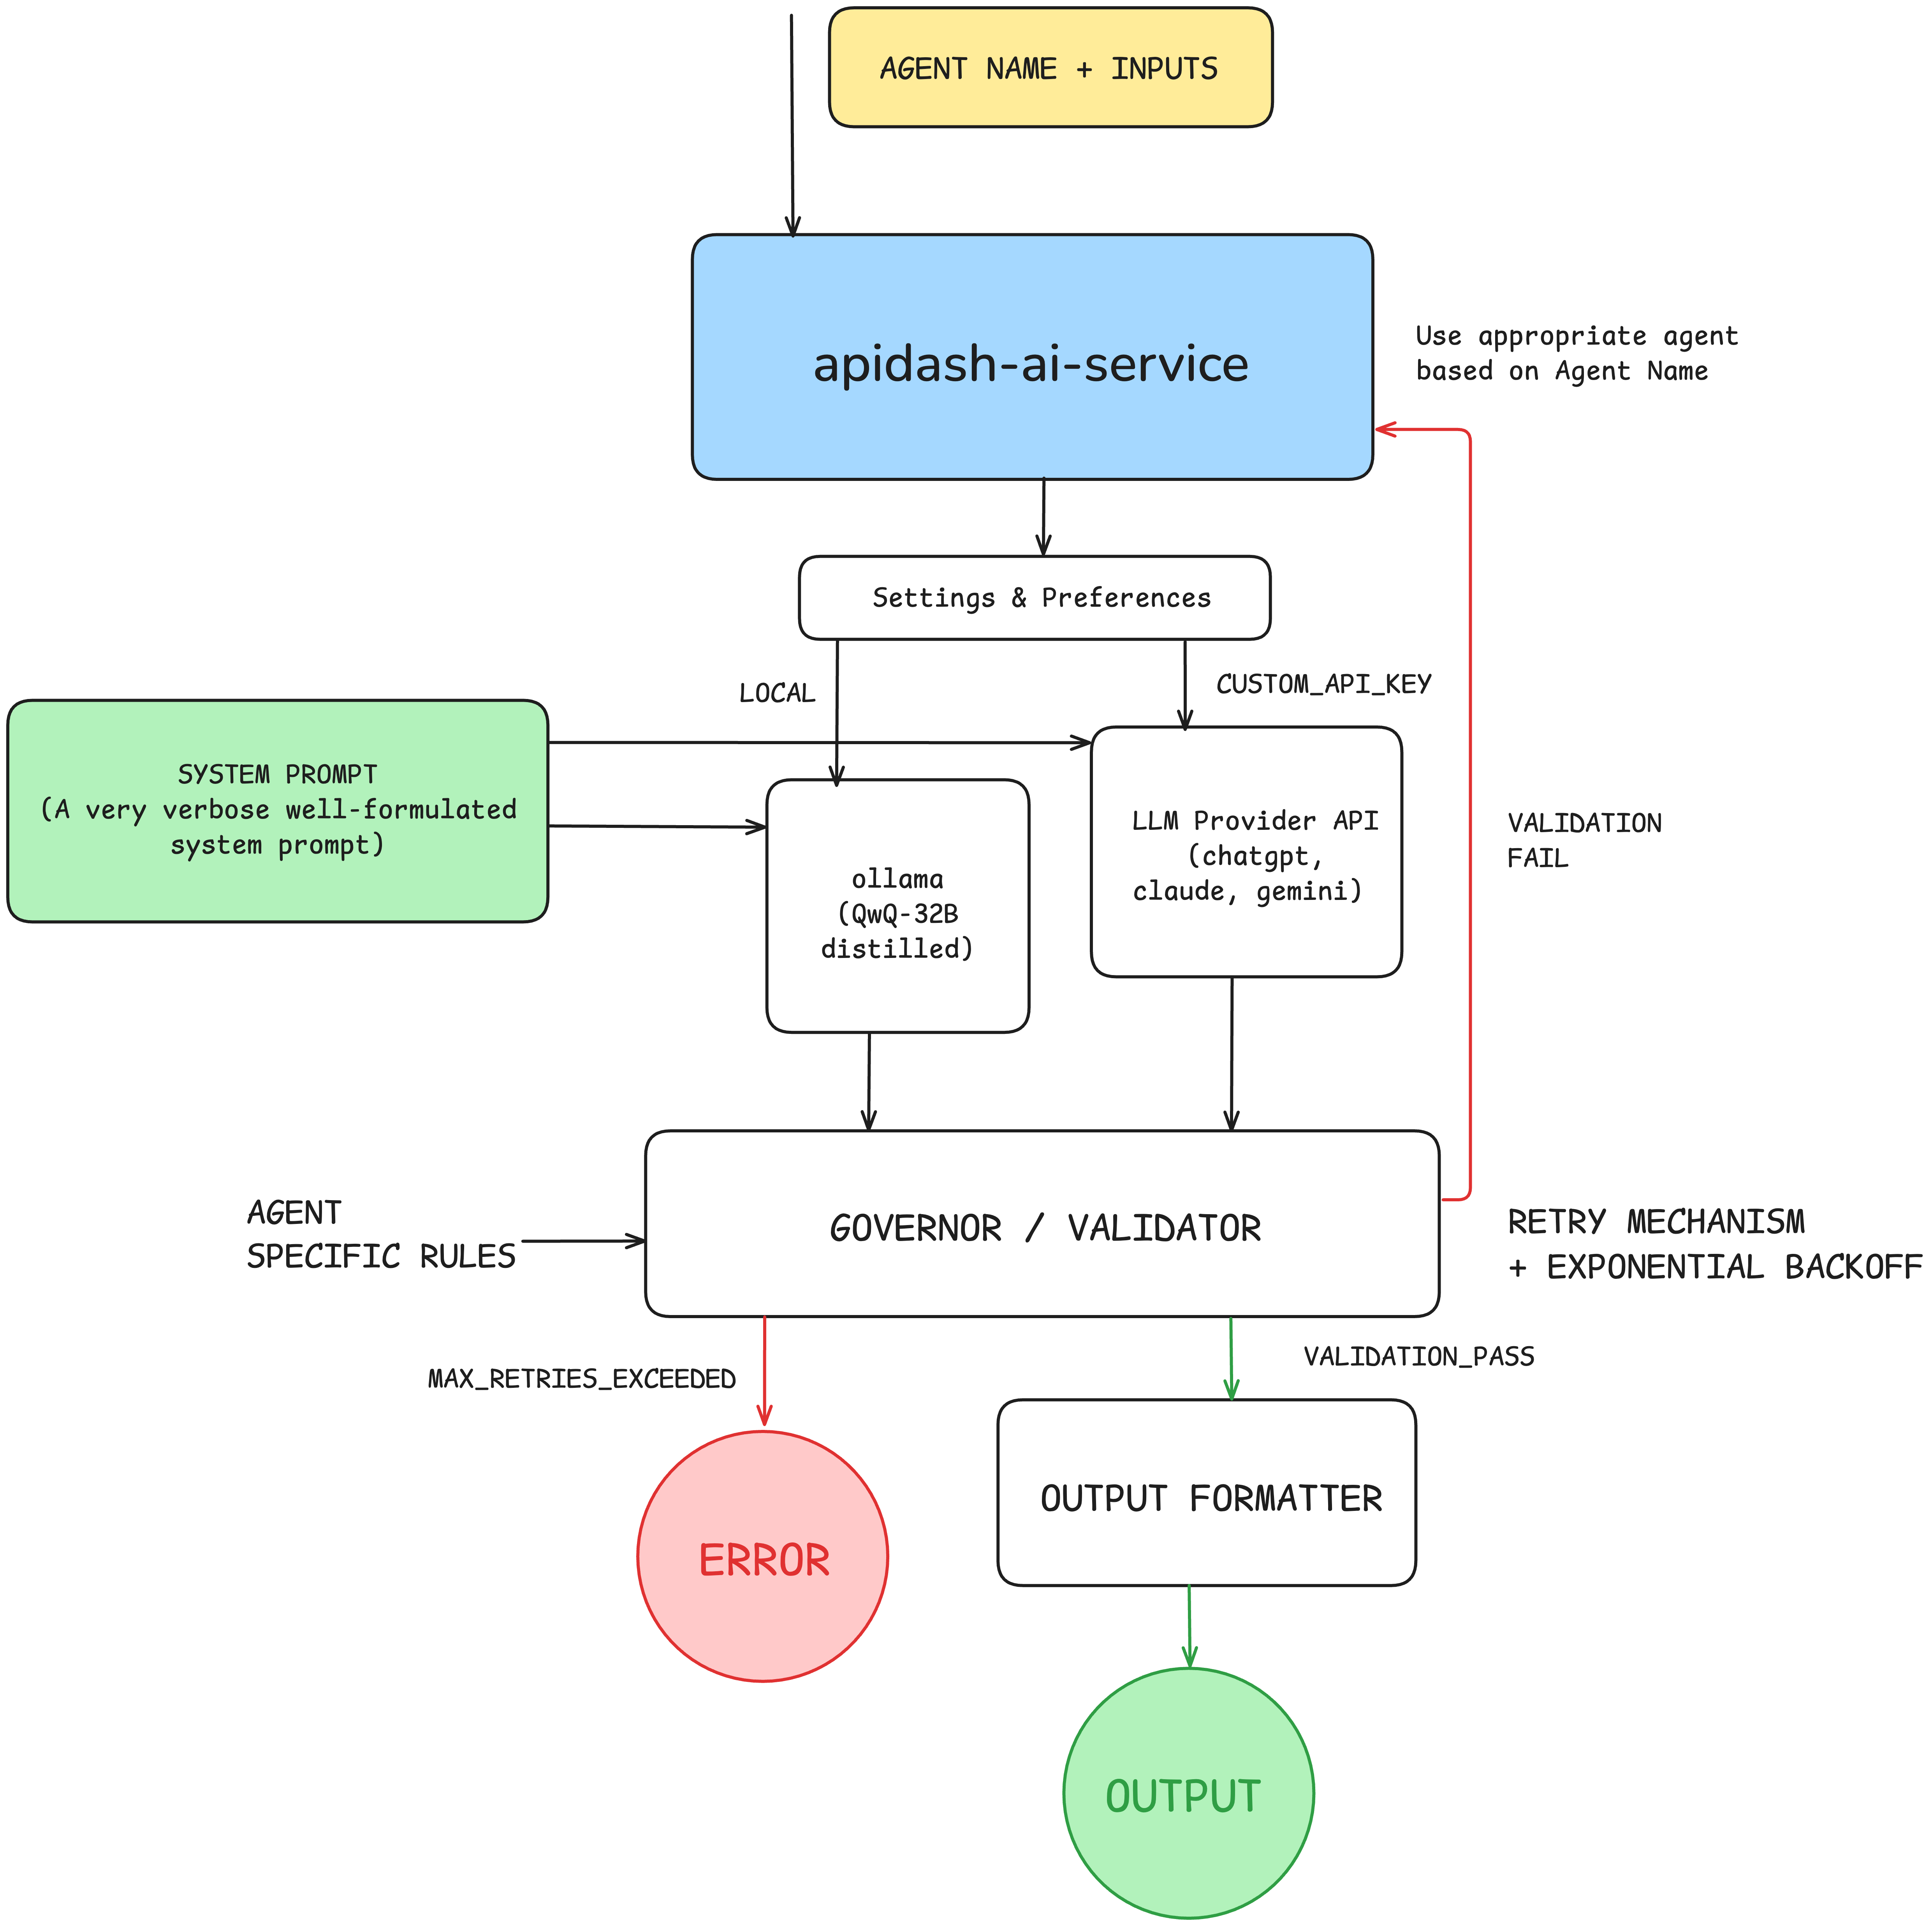 AGENT NAME + INPUTS
apidash-ai-service
Use appropriate agent
based on Agent Name
Settings & Preferences
LOCAL
CUSTOM_API_KEY
SYSTEM PROMPT
(A very verbose well-formulated
system prompt)
LLM Provider API
(chatgpt,
claude, gemini)
ollama
(QwQ-32B
distilled)
VALIDATION
FAIL
AGENT
SPECIFIC RULES
GOVERNOR / VALIDATOR
RETRY MECHANISM
+ EXPONENTIAL BACKOFF
MAX_RETRIES_EXCEEDED
VALIDATION_PASS
OUTPUT FORMATTER
ERROR
OUTPUT